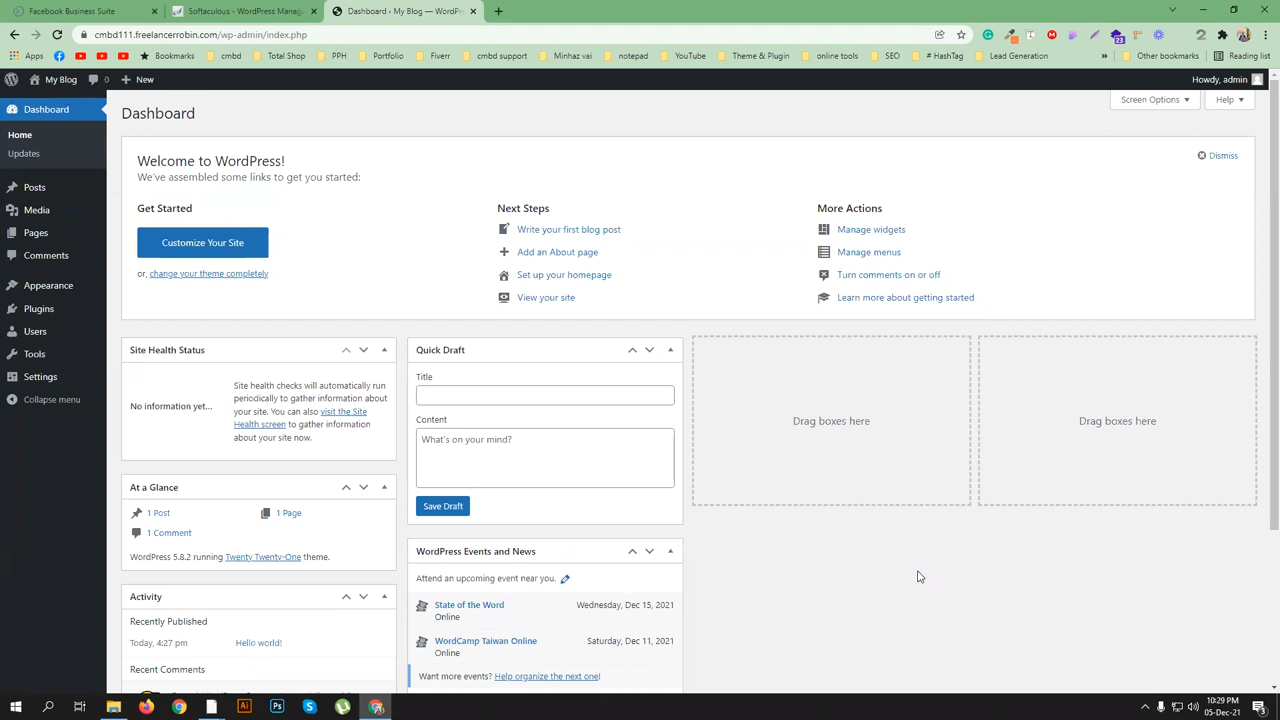 Facebook Business Suite
Softaculous - WordPress Manage
Dashboard ‹ My Blog — WordPress
cmbd111.freelancerrobin.com/wp-admin/index.php
Apps
Bookmarks
cmbd
Total Shop
PPH
Portfolio
Fiverr
cmbd support
Minhaz vai
notepad
YouTube
Theme & Plugin
online tools
SEO
# HashTag
Lead Generation
»
Other bookmarks
Reading list
My Blog
0
+ New
Howdy, admin
Dashboard
Home
Updates
Posts
Media
Pages
Comments
Appearance
Plugins
Users
Tools
Settings
Collapse menu
Dashboard
Screen Options
Help
Welcome to WordPress!
We've assembled some links to get you started:
Dismiss
Get Started
Customize Your Site
or, change your theme completely
Next Steps
Write your first blog post
Add an About page
Set up your homepage
View your site
More Actions
Manage widgets
Manage menus
Turn comments on or off
Learn more about getting started
Site Health Status
No information yet...
Site health checks will automatically run
periodically to gather information about
your site. You can also visit the Site
Health screen to gather information
about your site now.
At a Glance
1 Post
1 Page
1 Comment
WordPress 5.8.2 running Twenty Twenty-One theme.
Activity
Recently Published
Today, 4:27 pm
Hello world!
Recent Comments
Quick Draft
Title
Content
What's on your mind?
Save Draft
WordPress Events and News
Attend an upcoming event near you.
State of the Word
Wednesday, Dec 15, 2021
Online
WordCamp Taiwan Online
Saturday, Dec 11, 2021
Online
Want more events? Help organize the next one!
Drag boxes here
Drag boxes here
10:29 PM
05-Dec-21